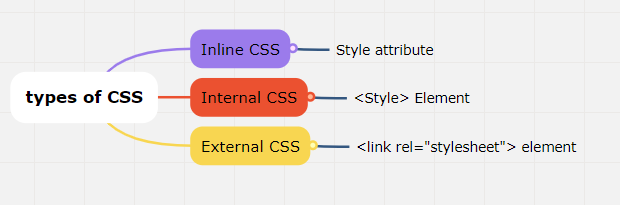 types of CSS
Inline CSS
Style attribute
Internal CSS
<Style> Element
External CSS
<link rel="stylesheet"> element